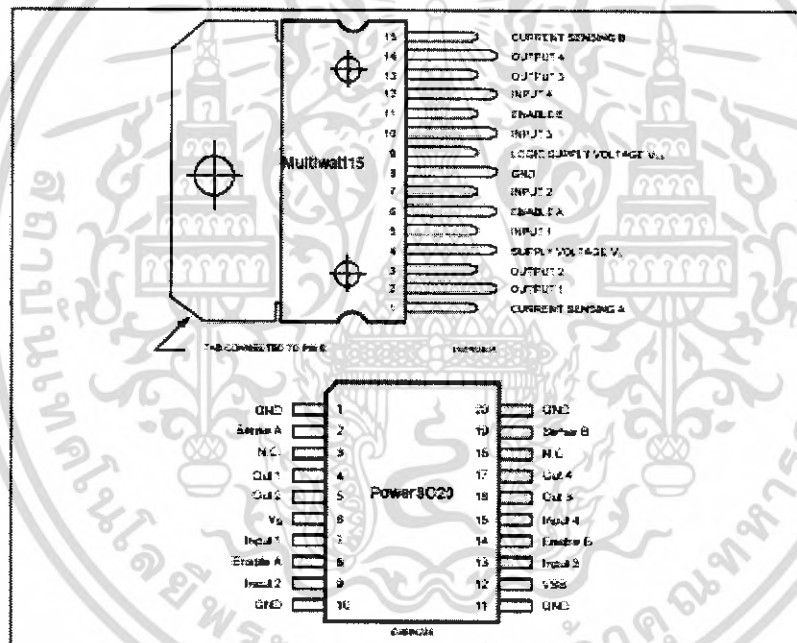 15 CURRENT SENSING B
14 OUTPUT 4
13 OUTPUT 3
12 INPUT 4
11 ENABLE B
10 INPUT 3
9 LOGIC SUPPLY VOLTAGE VSS
8 GND
7 INPUT 2
6 ENABLE A
5 INPUT 1
4 SUPPLY VOLTAGE VS
3 OUTPUT 2
2 OUTPUT 1
1 CURRENT SENSING A
Multiwatt15
TAB CONNECTED TO PIN 8
GND 1 20 GND
Sense A 2 19 Sense B
N.C. 3 18 N.C.
Out 1 4 17 Out 4
Out 2 5 16 Out 3
VS 6 15 Input 4
Input 1 7 14 Enable B
Enable A 8 13 Input 3
Input 2 9 12 VSS
GND 10 11 GND
PowerSO20